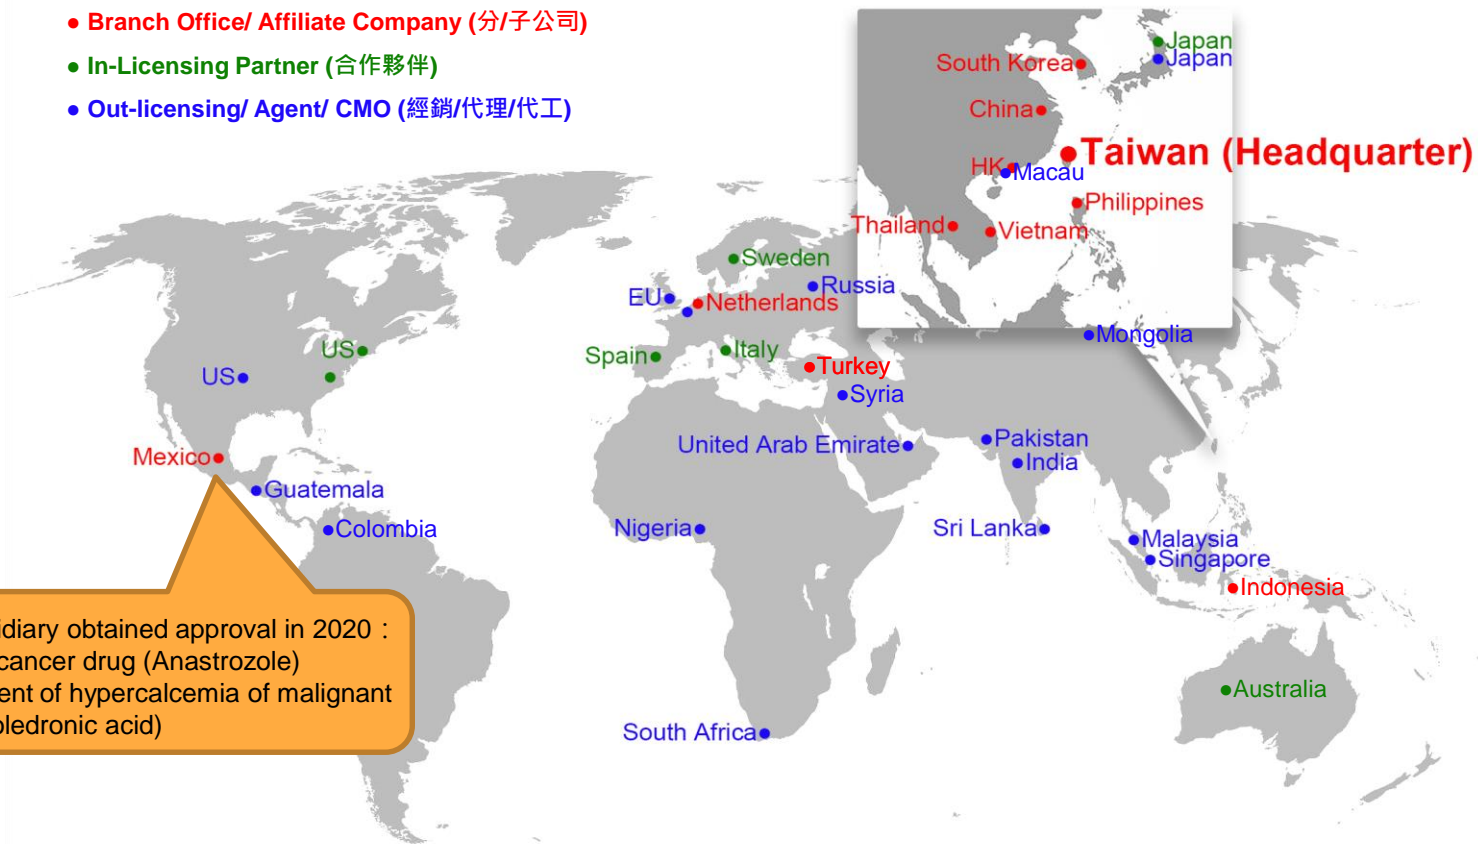 ● Branch Office/ Affiliate Company (分/子公司)
● In-Licensing Partner (合作夥伴)
● Out-licensing/ Agent/ CMO (經銷/代理/代工)
Japan
Japan
South Korea
China
Taiwan (Headquarter)
HK
Macau
Philippines
Thailand
Vietnam
Sweden
Russia
EU
Netherlands
Mongolia
US
Spain
Italy
US
Turkey
Syria
United Arab Emirate
Pakistan
India
Mexico
Guatemala
Colombia
Nigeria
Sri Lanka
Malaysia
Singapore
Indonesia
Australia
South Africa
idiary obtained approval in 2020：
cancer drug (Anastrozole)
ent of hypercalcemia of malignant
oledronic acid)